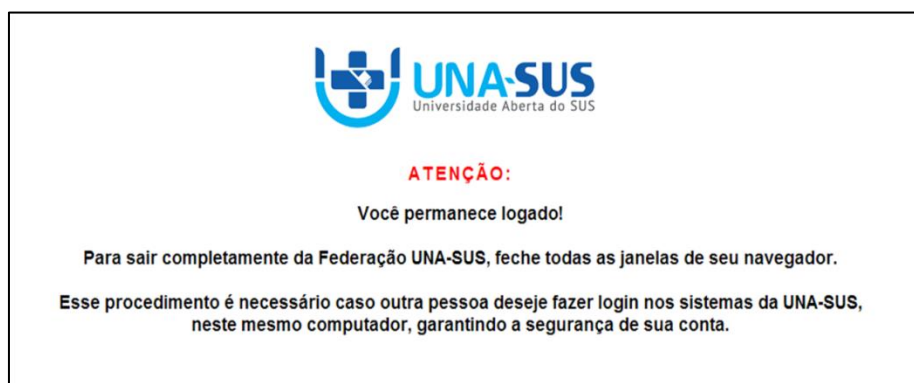 UNA-SUS
Universidade Aberta do SUS
ATENÇÃO:
Você permanece logado!
Para sair completamente da Federação UNA-SUS, feche todas as janelas de seu navegador.
Esse procedimento é necessário caso outra pessoa deseje fazer login nos sistemas da UNA-SUS,
neste mesmo computador, garantindo a segurança de sua conta.